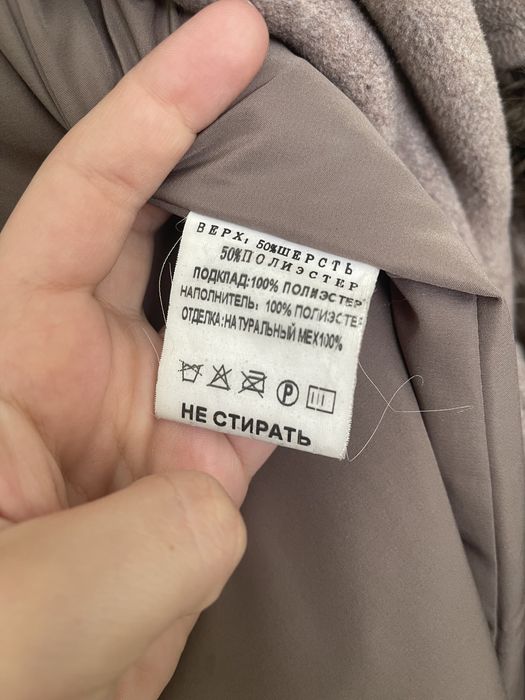 ВЕРХ: 50%ШЕРСТЬ
50%ПОЛИЭСТЕР
ПОДКЛАД:100% ПОЛИЭСТЕР
НАПОЛНИТЕЛЬ: 100% ПОЛИЭСТЕР
ОТДЕЛКА:НАТУРАЛЬНЫЙ МЕХ100%
P
НЕ СТИРАТЬ